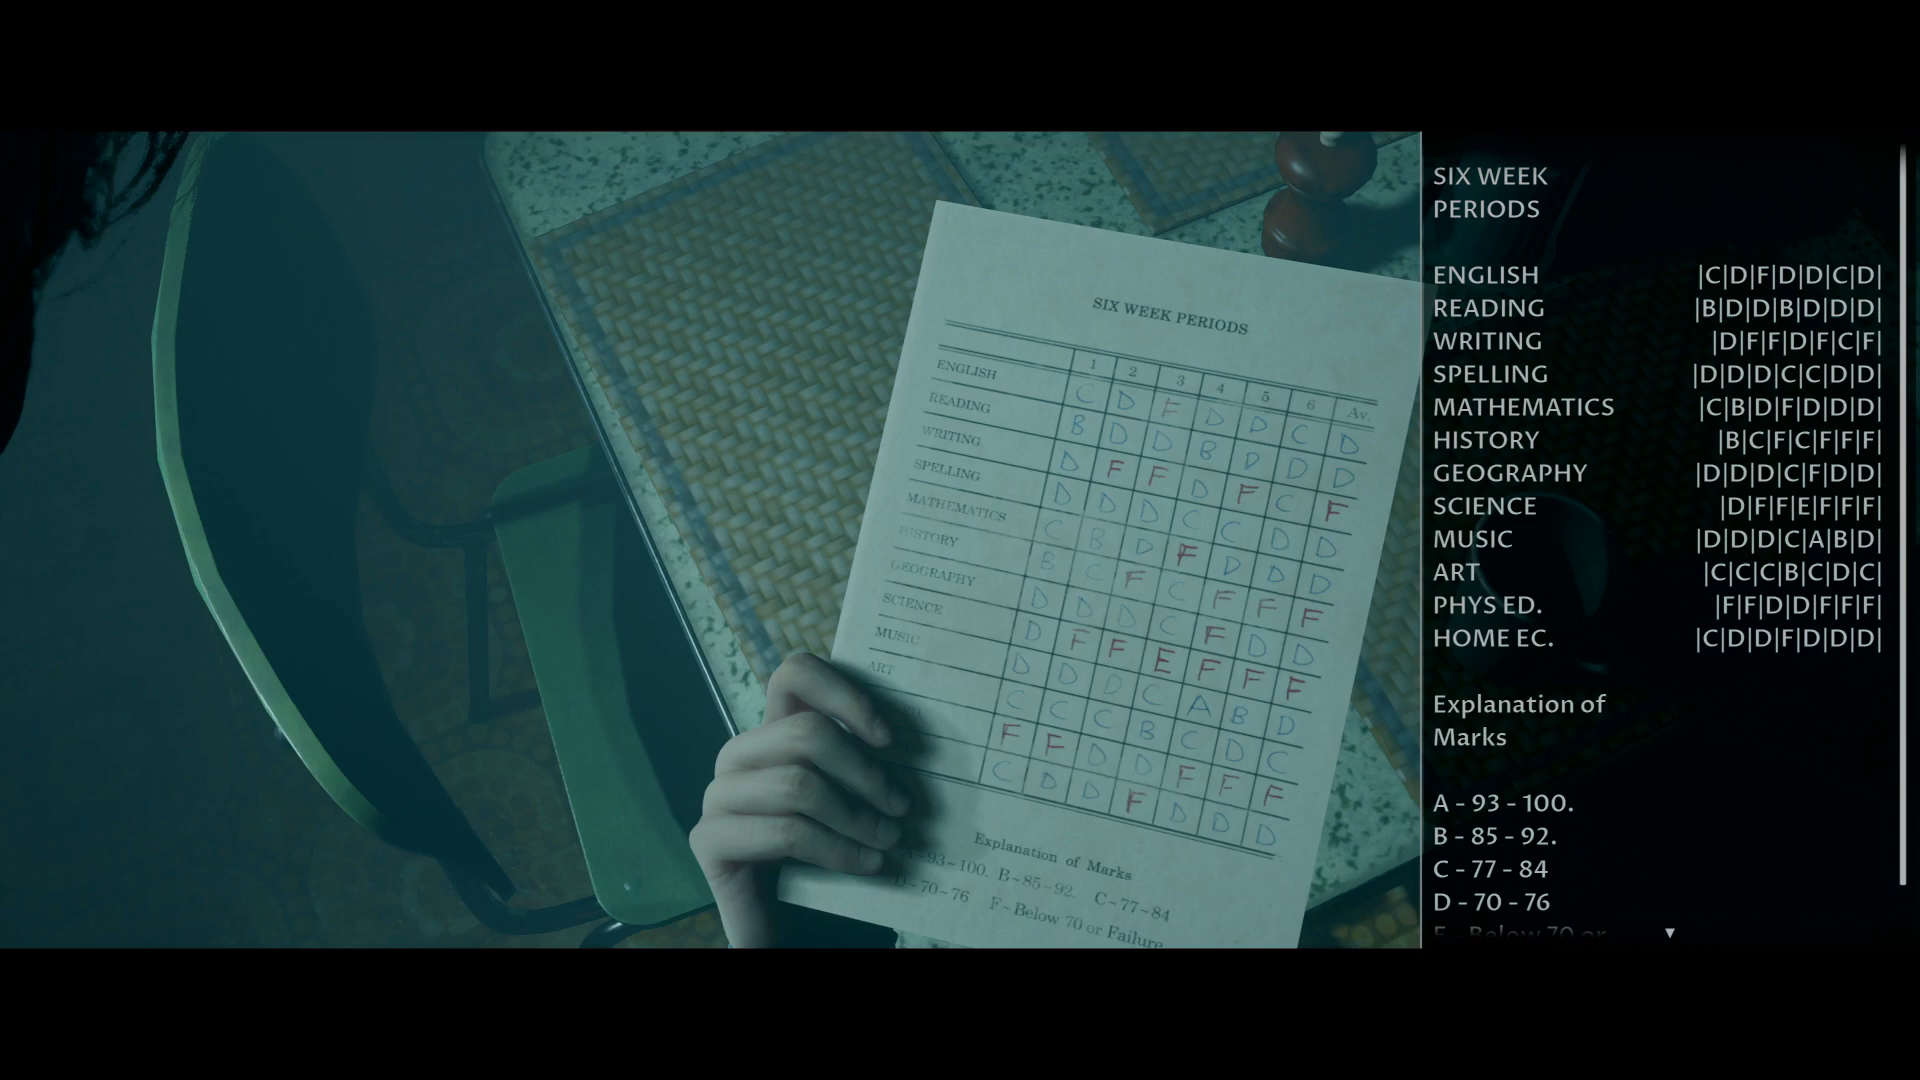 SIX WEEK PERIODS
1 2 3 4 5 6 Av.
ENGLISH C D F D D C D
READING B D D B D D D
WRITING D F F D F C F
SPELLING D D D C C D D
MATHEMATICS C B D F D D D
HISTORY B C F C F F F
GEOGRAPHY D D D C F D D
SCIENCE D F F E F F F
MUSIC D D D C A B D
ART C C C B C D C
F F D D F F F
C D D F D D D
Explanation of Marks
93-100. B-85-92. C-77-84
D-70-76 F-Below 70 or Failure
SIX WEEK
PERIODS
ENGLISH |C|D|F|D|D|C|D|
READING |B|D|D|B|D|D|D|
WRITING |D|F|F|D|F|C|F|
SPELLING |D|D|D|C|C|D|D|
MATHEMATICS |C|B|D|F|D|D|D|
HISTORY |B|C|F|C|F|F|F|
GEOGRAPHY |D|D|D|C|F|D|D|
SCIENCE |D|F|F|E|F|F|F|
MUSIC |D|D|D|C|A|B|D|
ART |C|C|C|B|C|D|C|
PHYS ED. |F|F|D|D|F|F|F|
HOME EC. |C|D|D|F|D|D|D|
Explanation of
Marks
A - 93 - 100.
B - 85 - 92.
C - 77 - 84
D - 70 - 76
F - Below 70 or